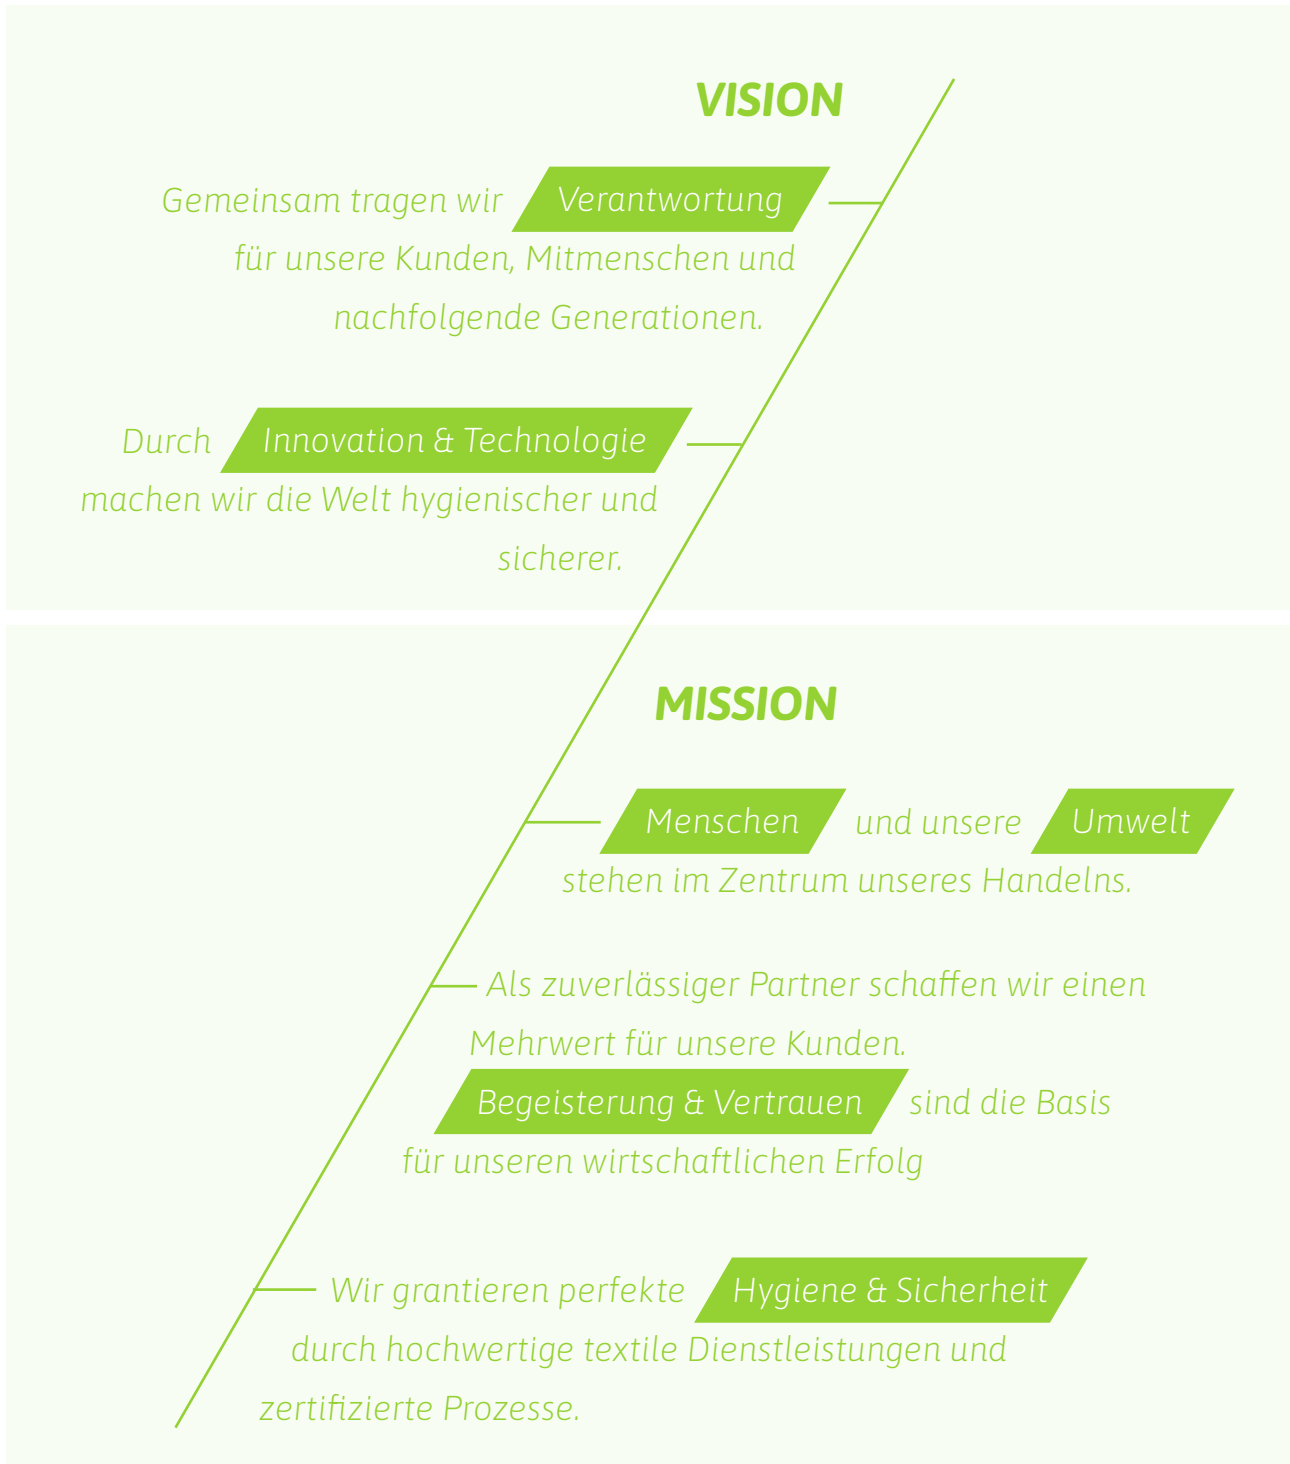 VISION
Gemeinsam tragen wir Verantwortung
für unsere Kunden, Mitmenschen und
nachfolgende Generationen.
Durch Innovation & Technologie
machen wir die Welt hygienischer und
sicherer.
MISSION
Menschen und unsere Umwelt
stehen im Zentrum unseres Handelns.
Als zuverlässiger Partner schaffen wir einen
Mehrwert für unsere Kunden.
Begeisterung & Vertrauen sind die Basis
für unseren wirtschaftlichen Erfolg
Wir grantieren perfekte Hygiene & Sicherheit
durch hochwertige textile Dienstleistungen und
zertifizierte Prozesse.